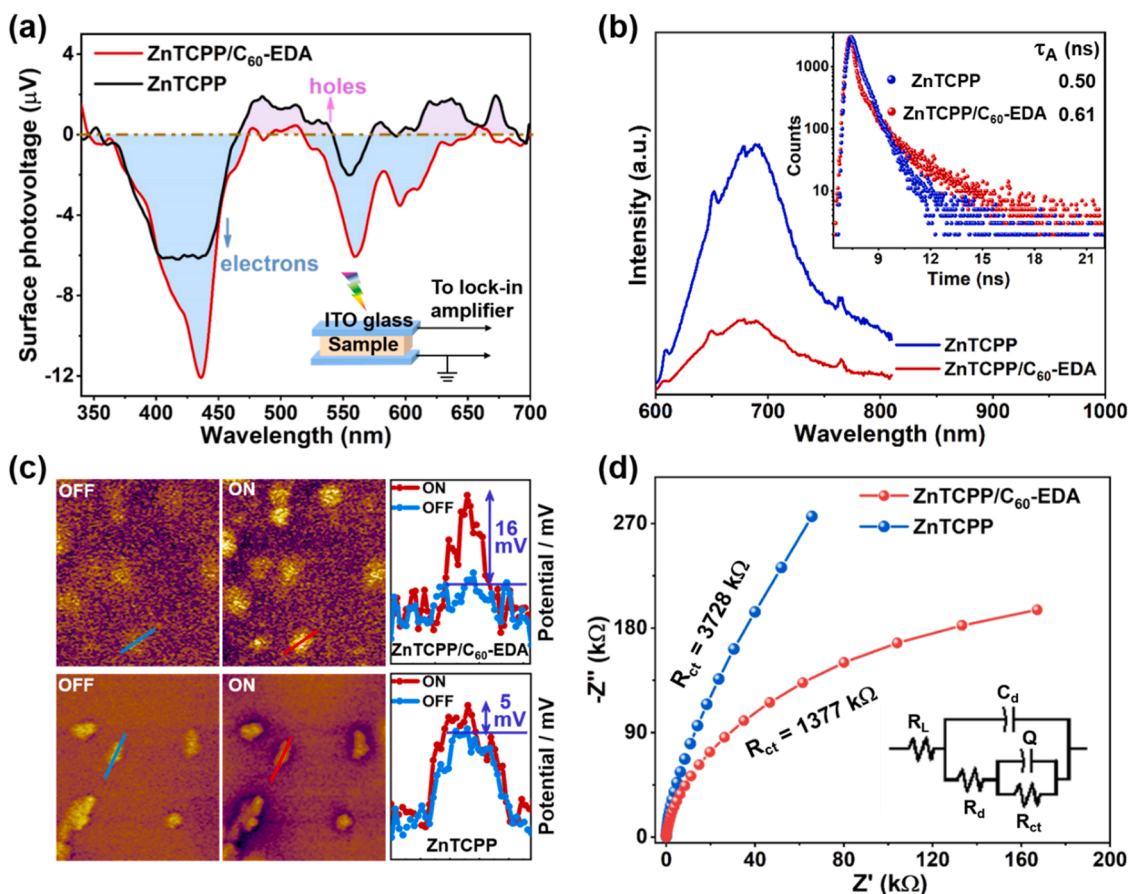 (a)
ZnTCPP/C60-EDA
ZnTCPP
holes
electrons
To lock-in
amplifier
ITO glass
Sample
Surface photovoltage (μV)
4
0
-4
-8
-12
350 400 450 500 550 600 650 700
Wavelength (nm)
(b)
τA (ns)
ZnTCPP 0.50
ZnTCPP/C60-EDA 0.61
Counts
1000
100
10
9 12 15 18 21
Time (ns)
Intensity (a.u.)
ZnTCPP
ZnTCPP/C60-EDA
600 700 800 900 1000
Wavelength (nm)
(c)
OFF
ON
ON
OFF
16
mV
Potential / mV
ZnTCPP/C60-EDA
OFF
ON
ON
OFF
5
mV
Potential / mV
ZnTCPP
(d)
ZnTCPP/C60-EDA
ZnTCPP
Rct = 3728 kΩ
Rct = 1377 kΩ
-Z'' (kΩ)
270
180
90
0
RL
Cd
Q
Rd
Rct
0 40 80 120 160 200
Z' (kΩ)